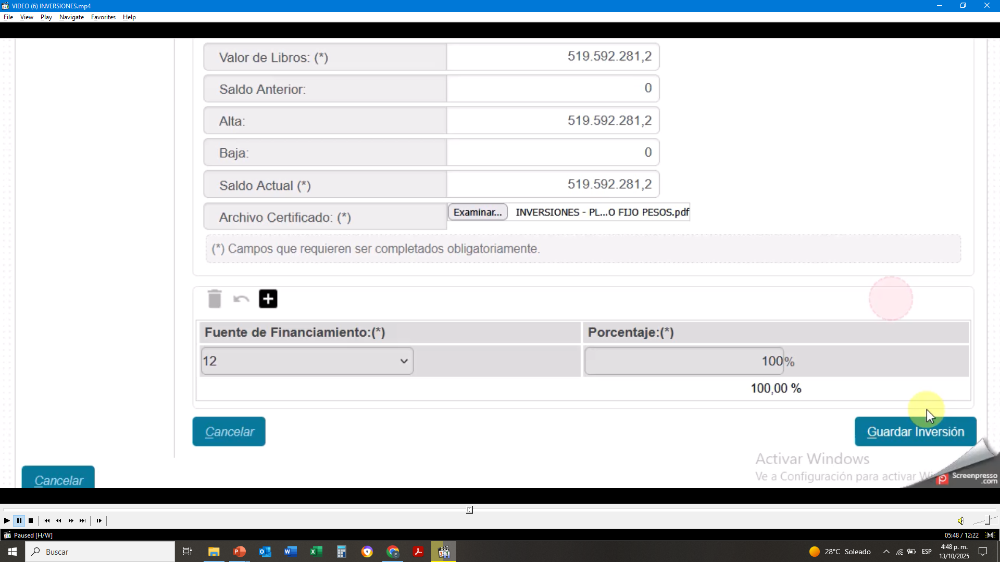 VIDEO (6) INVERSIONES.mp4
File View Play Navigate Favorites Help
Valor de Libros: (*) 519.592.281,2
Saldo Anterior: 0
Alta: 519.592.281,2
Baja: 0
Saldo Actual (*) 519.592.281,2
Archivo Certificado: (*) Examinar... INVERSIONES - PL...O FIJO PESOS.pdf
(*) Campos que requieren ser completados obligatoriamente.
Fuente de Financiamiento:(*) Porcentaje:(*)
12 100%
100,00 %
Cancelar Guardar Inversión
Activar Windows
Ve a Configuración para activar
Screenpresso
.com
Cancelar
Paused [H/W] 05:48 / 12:22
Buscar 28°C Soleado ESP 4:48 p. m.
13/10/2025